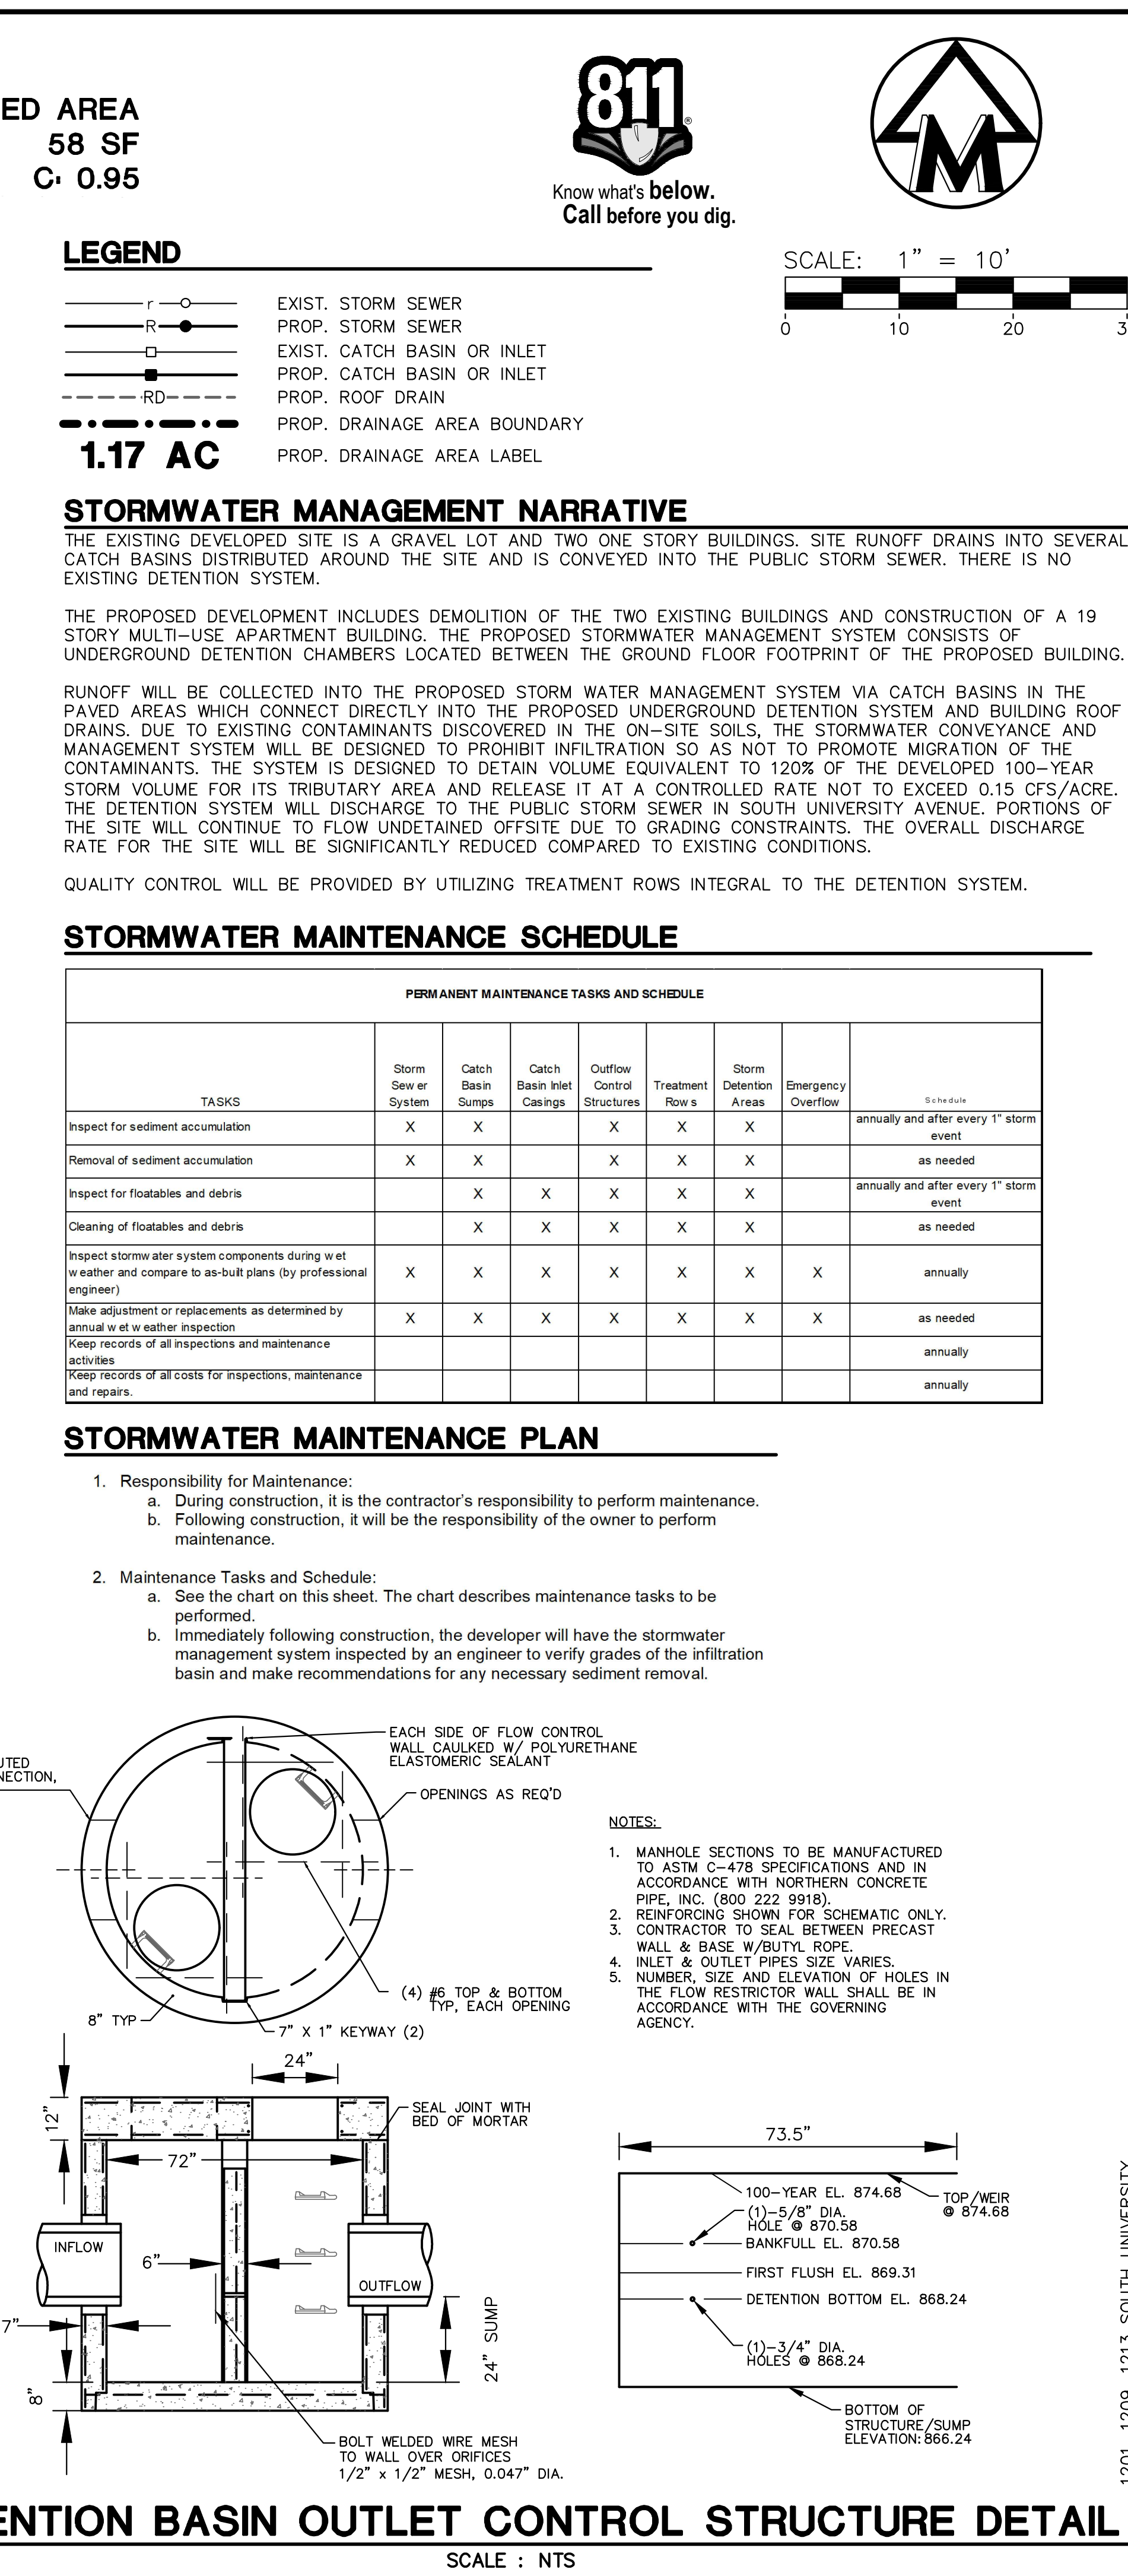 ED AREA
58 SF
C: 0.95
811®
Know what's below.
Call before you dig.
M
SCALE: 1" = 10'
0 10 20 3
LEGEND
r EXIST. STORM SEWER
R PROP. STORM SEWER
EXIST. CATCH BASIN OR INLET
PROP. CATCH BASIN OR INLET
RD PROP. ROOF DRAIN
PROP. DRAINAGE AREA BOUNDARY
1.17 AC PROP. DRAINAGE AREA LABEL
STORMWATER MANAGEMENT NARRATIVE
THE EXISTING DEVELOPED SITE IS A GRAVEL LOT AND TWO ONE STORY BUILDINGS. SITE RUNOFF DRAINS INTO SEVERAL
CATCH BASINS DISTRIBUTED AROUND THE SITE AND IS CONVEYED INTO THE PUBLIC STORM SEWER. THERE IS NO
EXISTING DETENTION SYSTEM.
THE PROPOSED DEVELOPMENT INCLUDES DEMOLITION OF THE TWO EXISTING BUILDINGS AND CONSTRUCTION OF A 19
STORY MULTI-USE APARTMENT BUILDING. THE PROPOSED STORMWATER MANAGEMENT SYSTEM CONSISTS OF
UNDERGROUND DETENTION CHAMBERS LOCATED BETWEEN THE GROUND FLOOR FOOTPRINT OF THE PROPOSED BUILDING.
RUNOFF WILL BE COLLECTED INTO THE PROPOSED STORM WATER MANAGEMENT SYSTEM VIA CATCH BASINS IN THE
PAVED AREAS WHICH CONNECT DIRECTLY INTO THE PROPOSED UNDERGROUND DETENTION SYSTEM AND BUILDING ROOF
DRAINS. DUE TO EXISTING CONTAMINANTS DISCOVERED IN THE ON-SITE SOILS, THE STORMWATER CONVEYANCE AND
MANAGEMENT SYSTEM WILL BE DESIGNED TO PROHIBIT INFILTRATION SO AS NOT TO PROMOTE MIGRATION OF THE
CONTAMINANTS. THE SYSTEM IS DESIGNED TO DETAIN VOLUME EQUIVALENT TO 120% OF THE DEVELOPED 100-YEAR
STORM VOLUME FOR ITS TRIBUTARY AREA AND RELEASE IT AT A CONTROLLED RATE NOT TO EXCEED 0.15 CFS/ACRE.
THE DETENTION SYSTEM WILL DISCHARGE TO THE PUBLIC STORM SEWER IN SOUTH UNIVERSITY AVENUE. PORTIONS OF
THE SITE WILL CONTINUE TO FLOW UNDETAINED OFFSITE DUE TO GRADING CONSTRAINTS. THE OVERALL DISCHARGE
RATE FOR THE SITE WILL BE SIGNIFICANTLY REDUCED COMPARED TO EXISTING CONDITIONS.
QUALITY CONTROL WILL BE PROVIDED BY UTILIZING TREATMENT ROWS INTEGRAL TO THE DETENTION SYSTEM.
STORMWATER MAINTENANCE SCHEDULE
PERMANENT MAINTENANCE TASKS AND SCHEDULE
TASKS | Storm Sewer System | Catch Basin Sumps | Catch Basin Inlet Casings | Outflow Control Structures | Treatment Rows | Storm Detention Areas | Emergency Overflow | Schedule
Inspect for sediment accumulation | X | X | | X | X | X | | annually and after every 1" storm event
Removal of sediment accumulation | X | X | | X | X | X | | as needed
Inspect for floatables and debris | | X | X | X | X | X | | annually and after every 1" storm event
Cleaning of floatables and debris | | X | X | X | X | X | | as needed
Inspect stormwater system components during wet weather and compare to as-built plans (by professional engineer) | X | X | X | X | X | X | X | annually
Make adjustment or replacements as determined by annual wet weather inspection | X | X | X | X | X | X | X | as needed
Keep records of all inspections and maintenance activities | | | | | | | | annually
Keep records of all costs for inspections, maintenance and repairs. | | | | | | | | annually
STORMWATER MAINTENANCE PLAN
1. Responsibility for Maintenance:
a. During construction, it is the contractor's responsibility to perform maintenance.
b. Following construction, it will be the responsibility of the owner to perform
maintenance.
2. Maintenance Tasks and Schedule:
a. See the chart on this sheet. The chart describes maintenance tasks to be
performed.
b. Immediately following construction, the developer will have the stormwater
management system inspected by an engineer to verify grades of the infiltration
basin and make recommendations for any necessary sediment removal.
UTED
NECTION,
EACH SIDE OF FLOW CONTROL
WALL CAULKED W/ POLYURETHANE
ELASTOMERIC SEALANT
OPENINGS AS REQ'D
(4) #6 TOP & BOTTOM
TYP, EACH OPENING
8" TYP
7" X 1" KEYWAY (2)
NOTES:
1. MANHOLE SECTIONS TO BE MANUFACTURED
TO ASTM C-478 SPECIFICATIONS AND IN
ACCORDANCE WITH NORTHERN CONCRETE
PIPE, INC. (800 222 9918).
2. REINFORCING SHOWN FOR SCHEMATIC ONLY.
3. CONTRACTOR TO SEAL BETWEEN PRECAST
WALL & BASE W/BUTYL ROPE.
4. INLET & OUTLET PIPES SIZE VARIES.
5. NUMBER, SIZE AND ELEVATION OF HOLES IN
THE FLOW RESTRICTOR WALL SHALL BE IN
ACCORDANCE WITH THE GOVERNING
AGENCY.
24"
12"
SEAL JOINT WITH
BED OF MORTAR
72"
INFLOW
6"
OUTFLOW
7"
24" SUMP
8"
BOLT WELDED WIRE MESH
TO WALL OVER ORIFICES
1/2" x 1/2" MESH, 0.047" DIA.
73.5"
100-YEAR EL. 874.68
TOP/WEIR
@ 874.68
(1)-5/8" DIA.
HOLE @ 870.58
BANKFULL EL. 870.58
FIRST FLUSH EL. 869.31
DETENTION BOTTOM EL. 868.24
(1)-3/4" DIA.
HOLES @ 868.24
BOTTOM OF
STRUCTURE/SUMP
ELEVATION: 866.24
1201, 1209, 1213 SOUTH UNIVERSITY
ENTION BASIN OUTLET CONTROL STRUCTURE DETAIL
SCALE : NTS